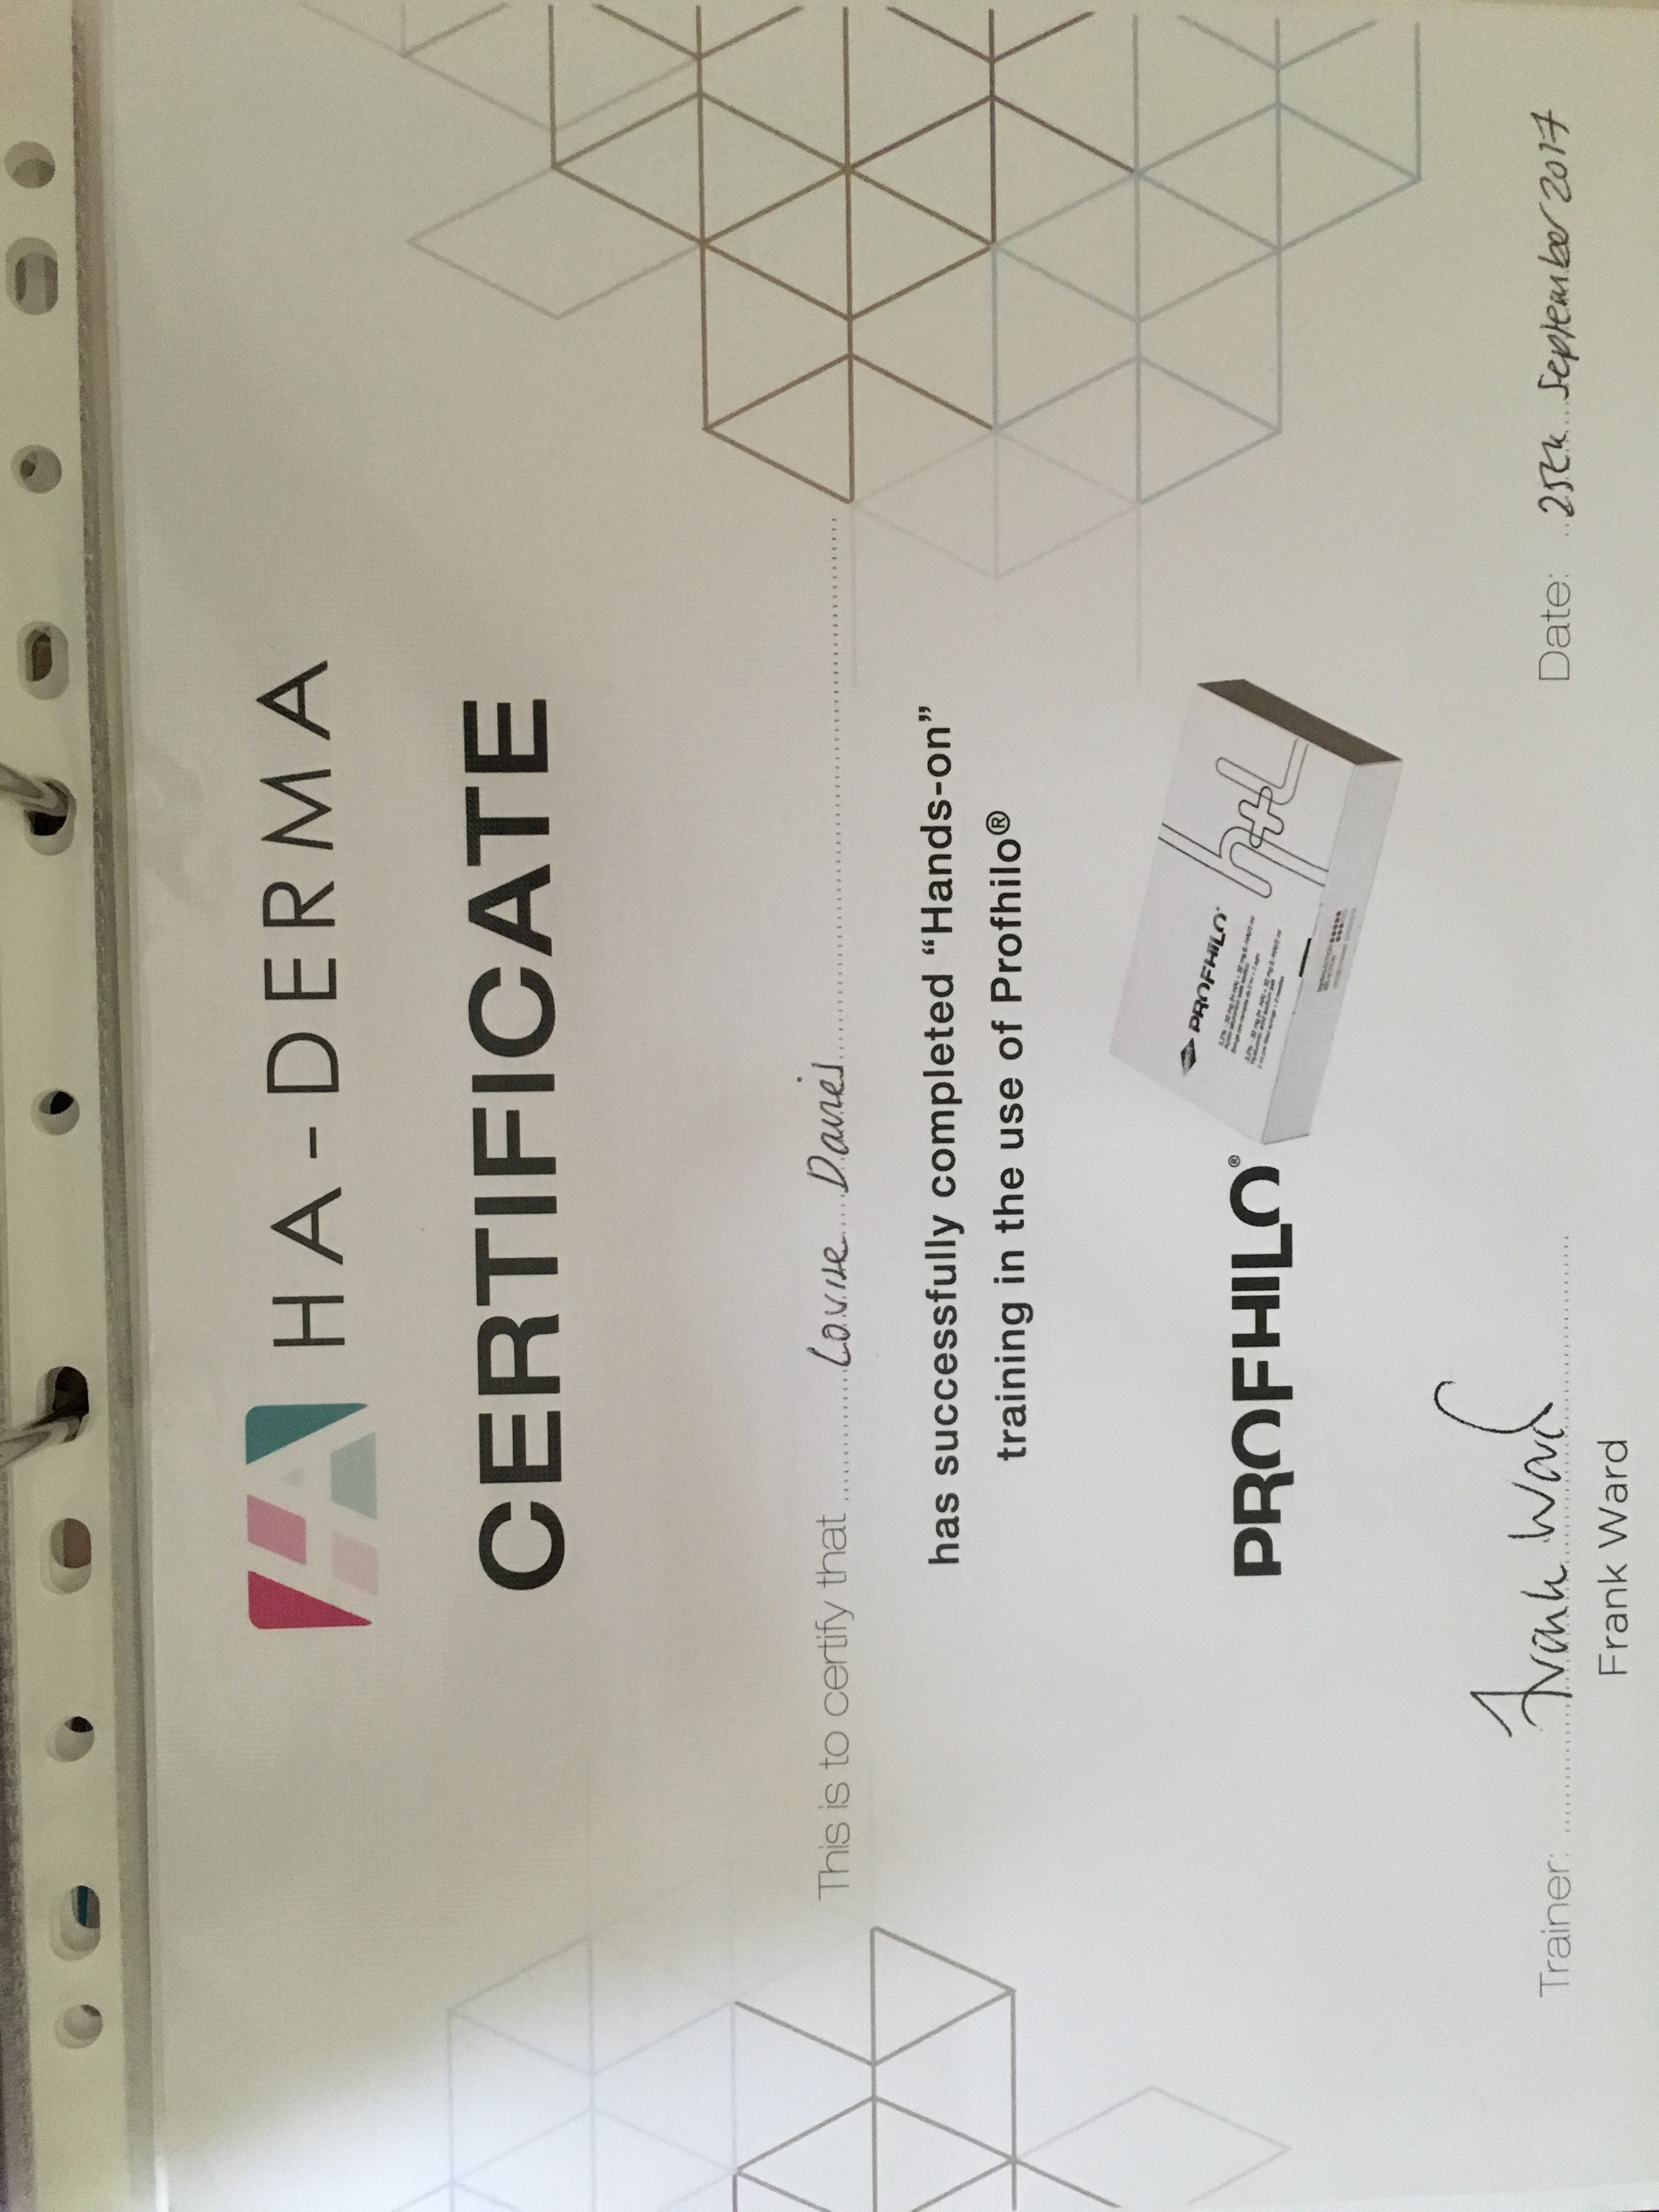 HA-DERMA
CERTIFICATE
This is to certify that Louise Davies
has successfully completed “Hands-on”
training in the use of Profhilo®
PROFHILO®
PROFHILO®
h+L
Trainer: Frank Ward
Date: 25th September 2017
Frank Ward